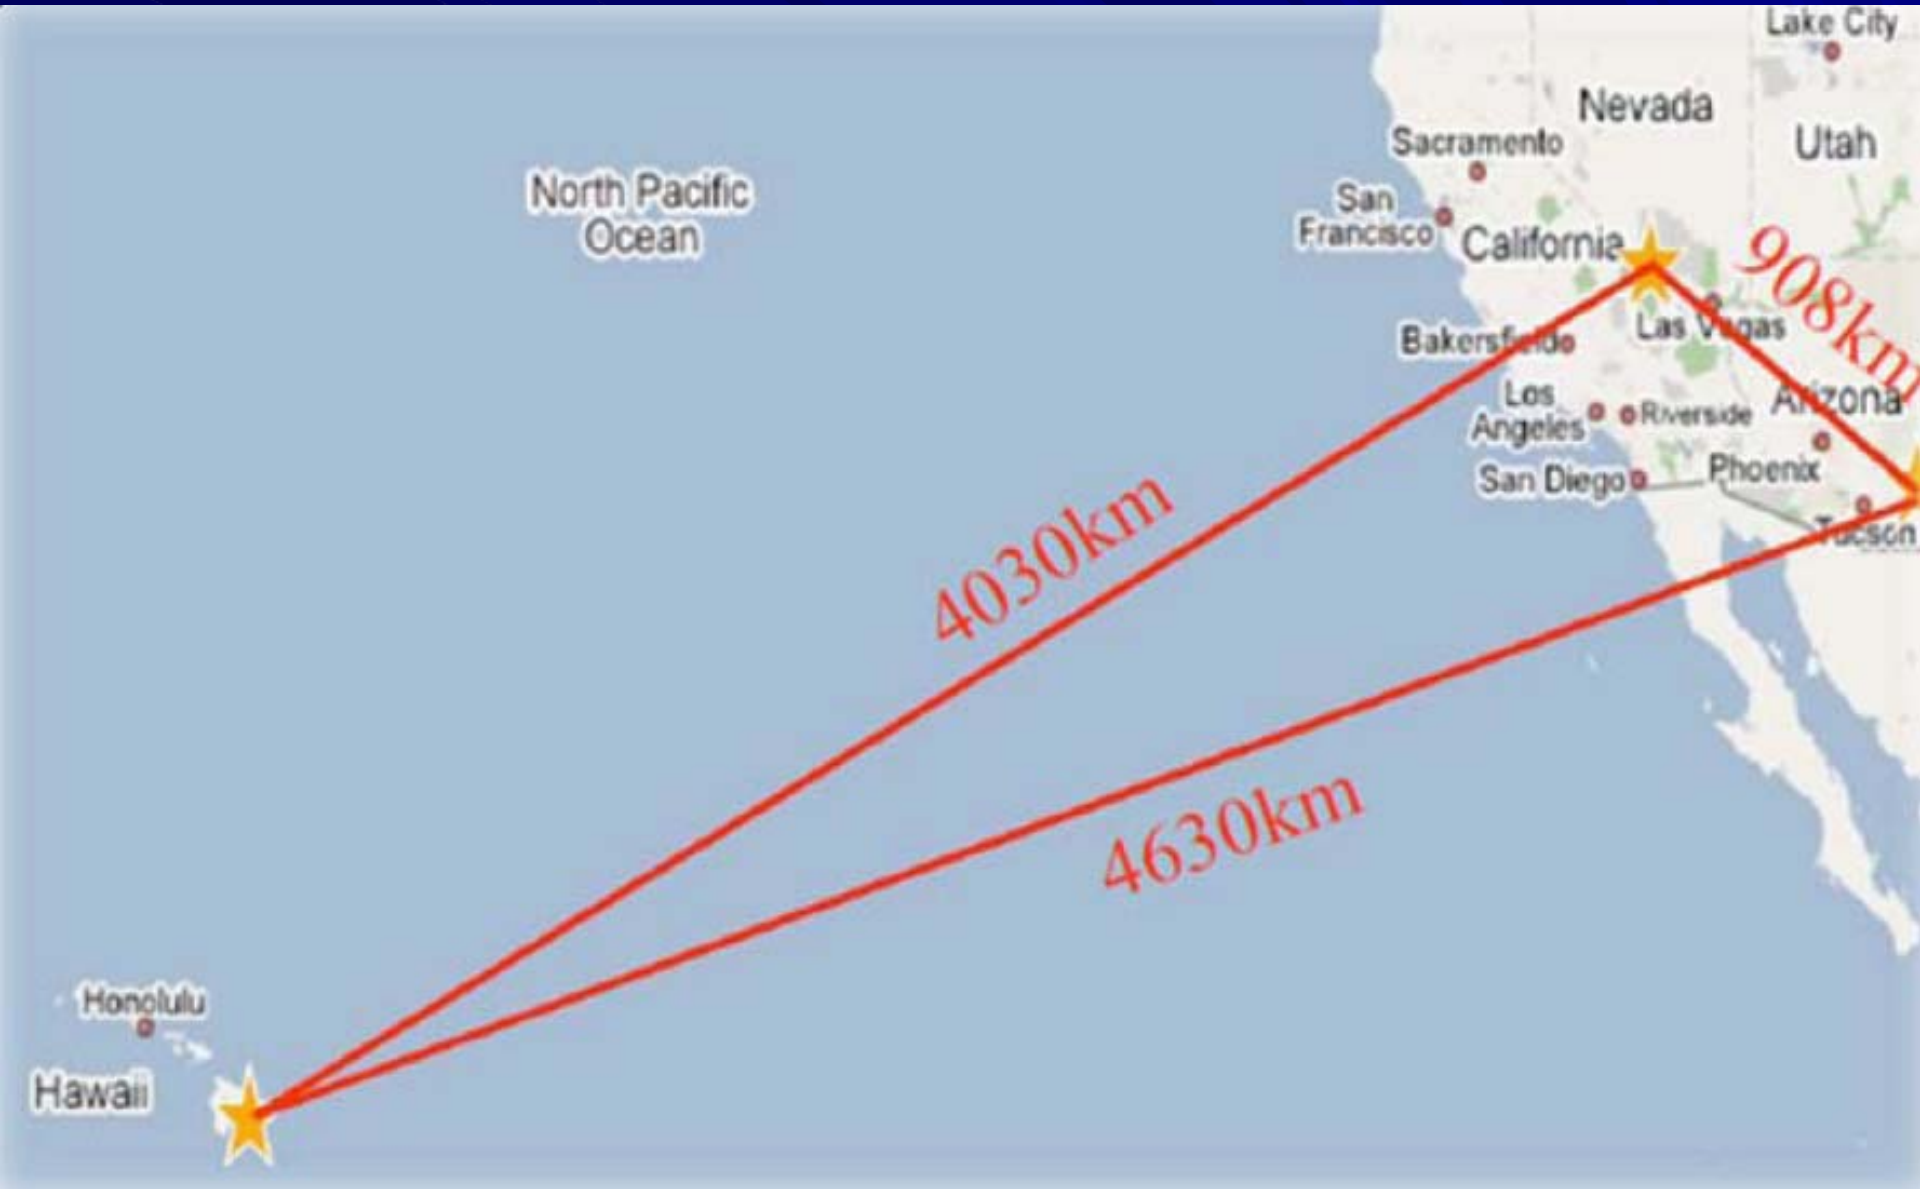 Lake City
Nevada
Utah
Sacramento
San
Francisco
California
North Pacific
Ocean
908km
Las Vegas
Bakersfield
Los
Angeles
Riverside
Arizona
San Diego
Phoenix
Tucson
4030km
4630km
Honolulu
Hawaii